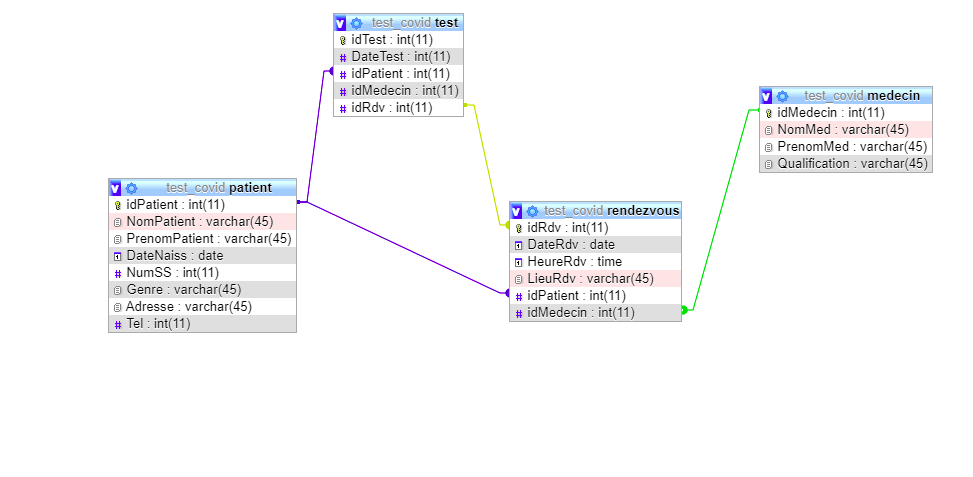 test_covid test
idTest : int(11)
DateTest : int(11)
idPatient : int(11)
idMedecin : int(11)
idRdv : int(11)
test_covid medecin
idMedecin : int(11)
NomMed : varchar(45)
PrenomMed : varchar(45)
Qualification : varchar(45)
test_covid patient
idPatient : int(11)
NomPatient : varchar(45)
PrenomPatient : varchar(45)
DateNaiss : date
NumSS : int(11)
Genre : varchar(45)
Adresse : varchar(45)
Tel : int(11)
test_covid rendezvous
idRdv : int(11)
DateRdv : date
HeureRdv : time
LieuRdv : varchar(45)
idPatient : int(11)
idMedecin : int(11)